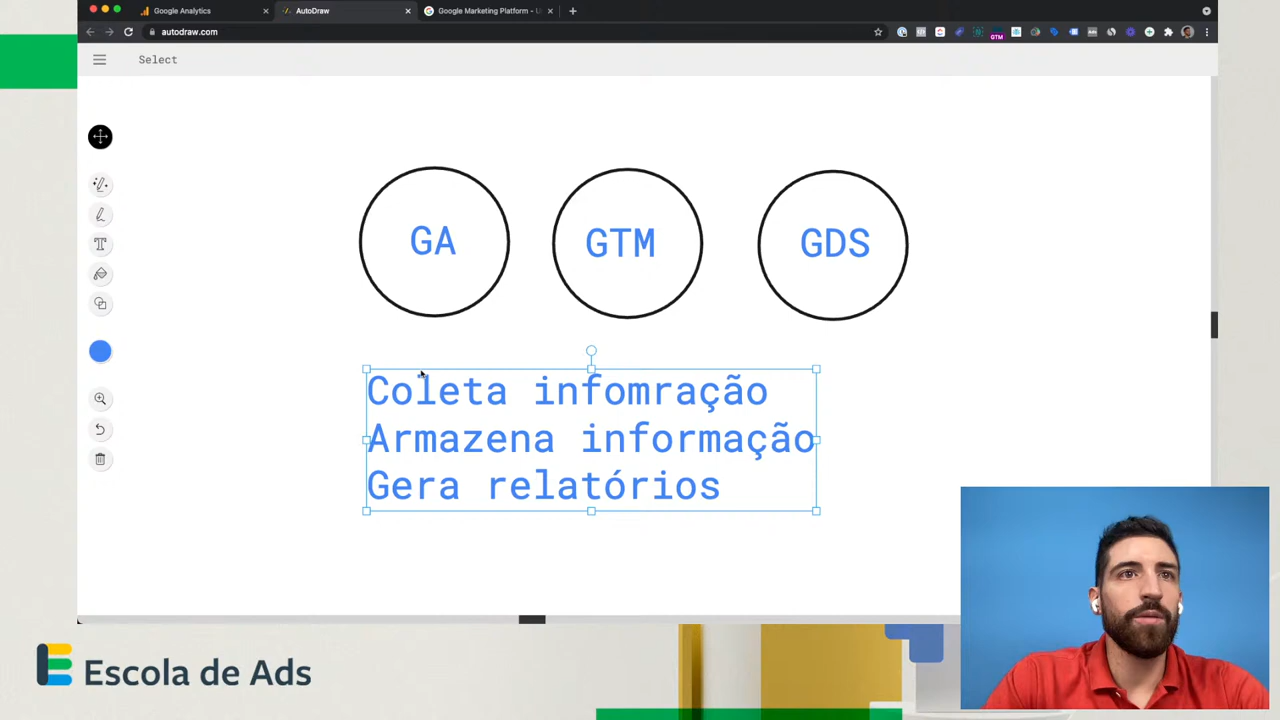 Google Analytics
AutoDraw
Google Marketing Platform - U
autodraw.com
GTM
Select
GA
GTM
GDS
Coleta infomração
Armazena informação
Gera relatórios
Escola de Ads